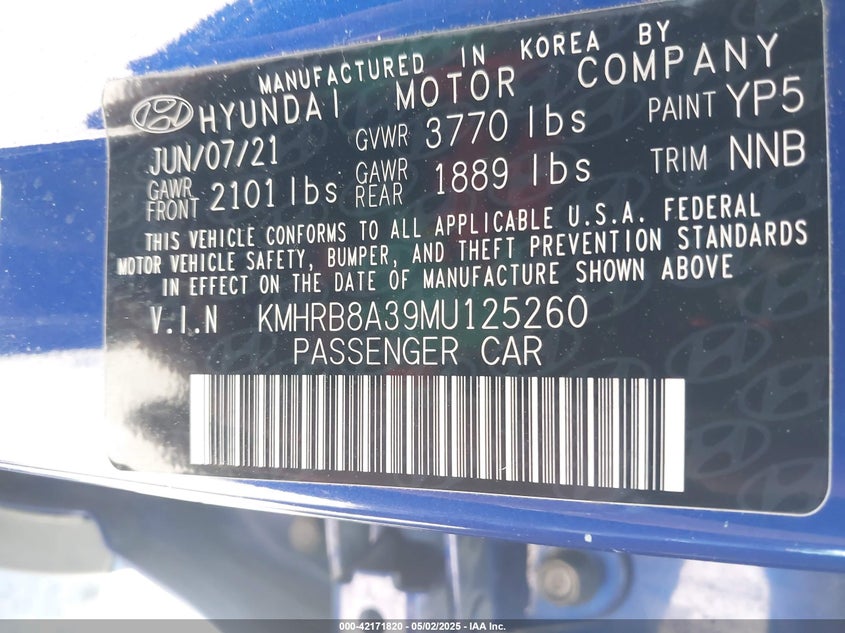 MANUFACTURED IN KOREA BY
HYUNDAI MOTOR COMPANY
JUN/07/21 GVWR 3770 lbs PAINT YP5
GAWR FRONT 2101 lbs GAWR REAR 1889 lbs TRIM NNB
THIS VEHICLE CONFORMS TO ALL APPLICABLE U.S.A. FEDERAL
MOTOR VEHICLE SAFETY, BUMPER, AND THEFT PREVENTION STANDARDS
IN EFFECT ON THE DATE OF MANUFACTURE SHOWN ABOVE
V.I.N KMHRB8A39MU125260
PASSENGER CAR
000-42171820 - 05/02/2025 - IAA Inc.